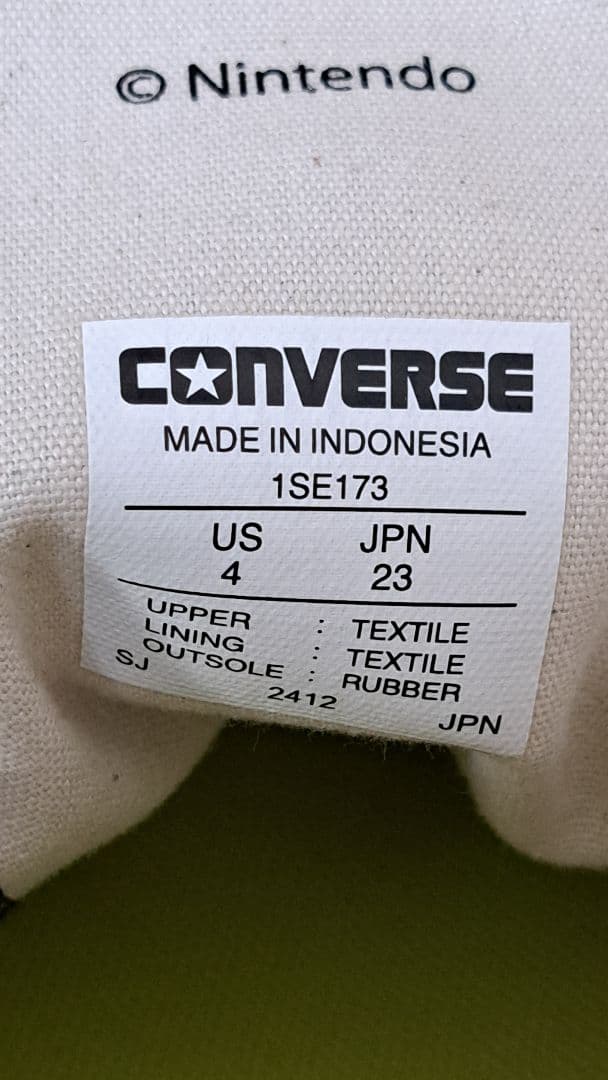 © Nintendo
CONVERSE
MADE IN INDONESIA
1SE173
US JPN
4 23
UPPER : TEXTILE
LINING : TEXTILE
OUTSOLE : RUBBER
SJ 2412 JPN